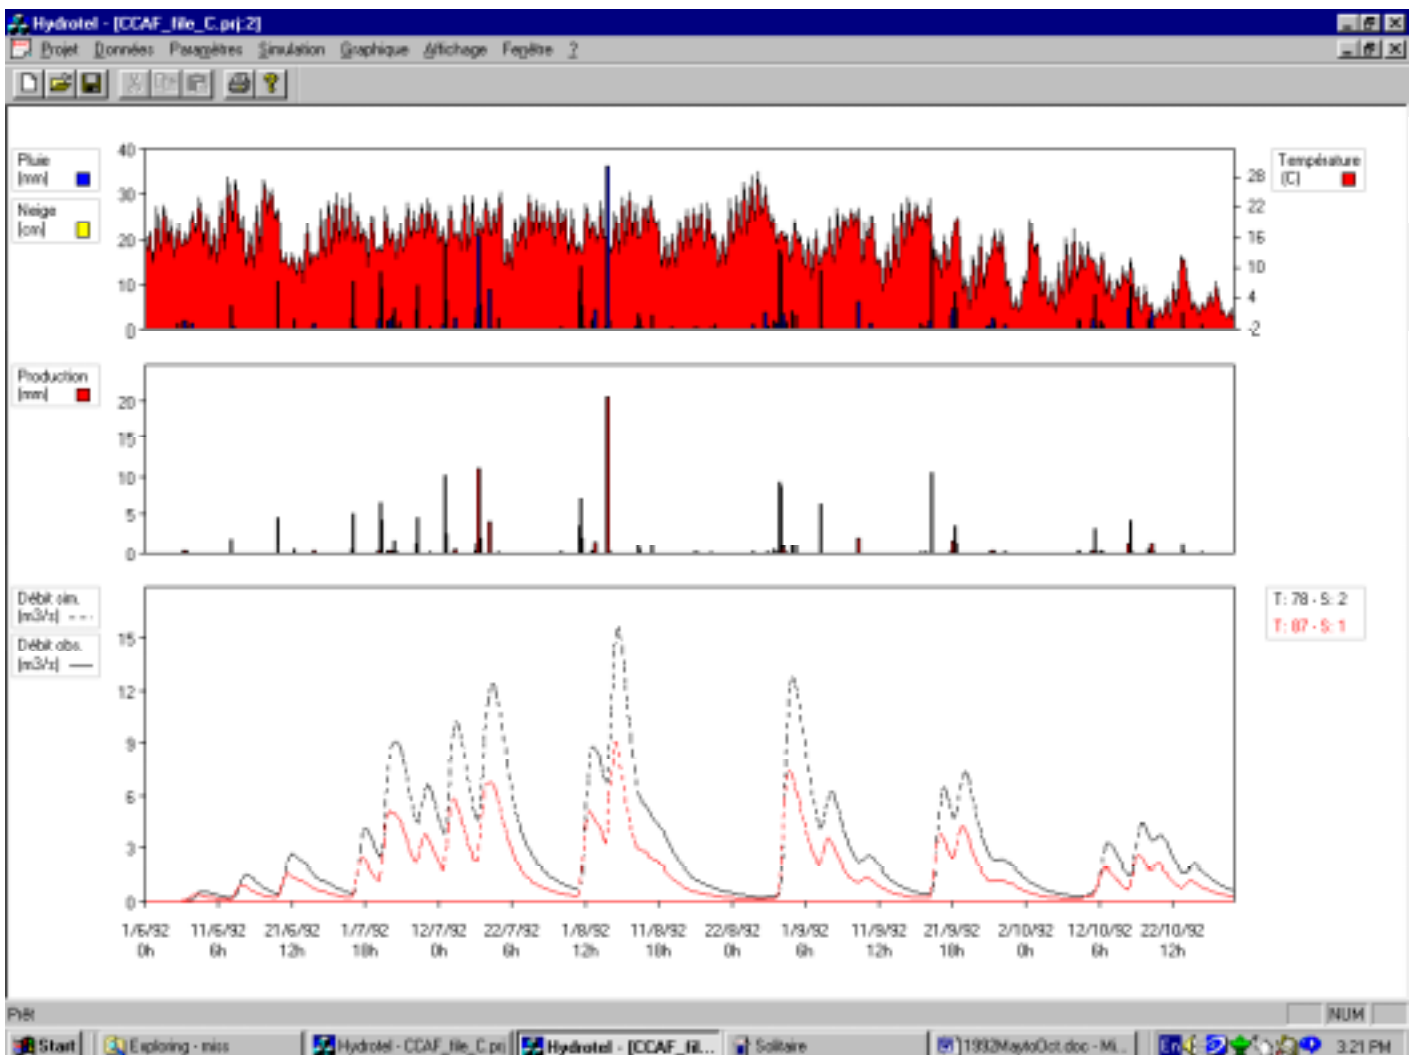 Hydrotel - [CCAF_file_C.prj:2]
Projet Données Paramètres Simulation Graphique Affichage Fenêtre ?
Pluie
(mm)
Neige
(cm)
40
30
20
10
0
Température
(C)
28
22
16
10
4
-2
Production
(mm)
20
15
10
5
0
Débit sim.
(m3/s) ---
Débit obs.
(m3/s) —
15
12
9
6
3
0
T: 78 - S: 2
T: 87 - S: 1
1/6/92 11/6/92 21/6/92 1/7/92 12/7/92 22/7/92 1/8/92 11/8/92 22/8/92 1/9/92 11/9/92 21/9/92 2/10/92 12/10/92 22/10/92
0h 6h 12h 18h 0h 6h 12h 18h 0h 6h 12h 18h 0h 6h 12h
Prêt NUM
Start Exploring - miss Hydrotel - CCAF_file_C.prj Hydrotel - [CCAF_fil... Solitaire 1992MaytoOct.doc - Mi... En 3:21 PM